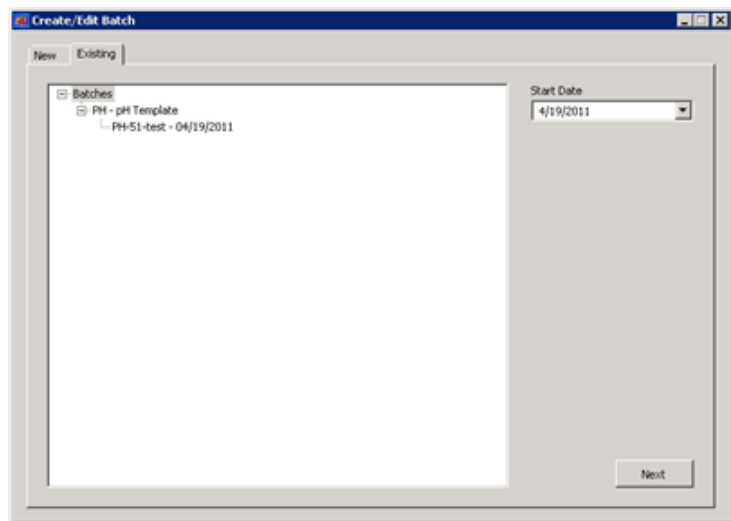 Create/Edit Batch
New Existing
Batches
PH - pH Template
PH-51-test - 04/19/2011
Start Date
4/19/2011
Next